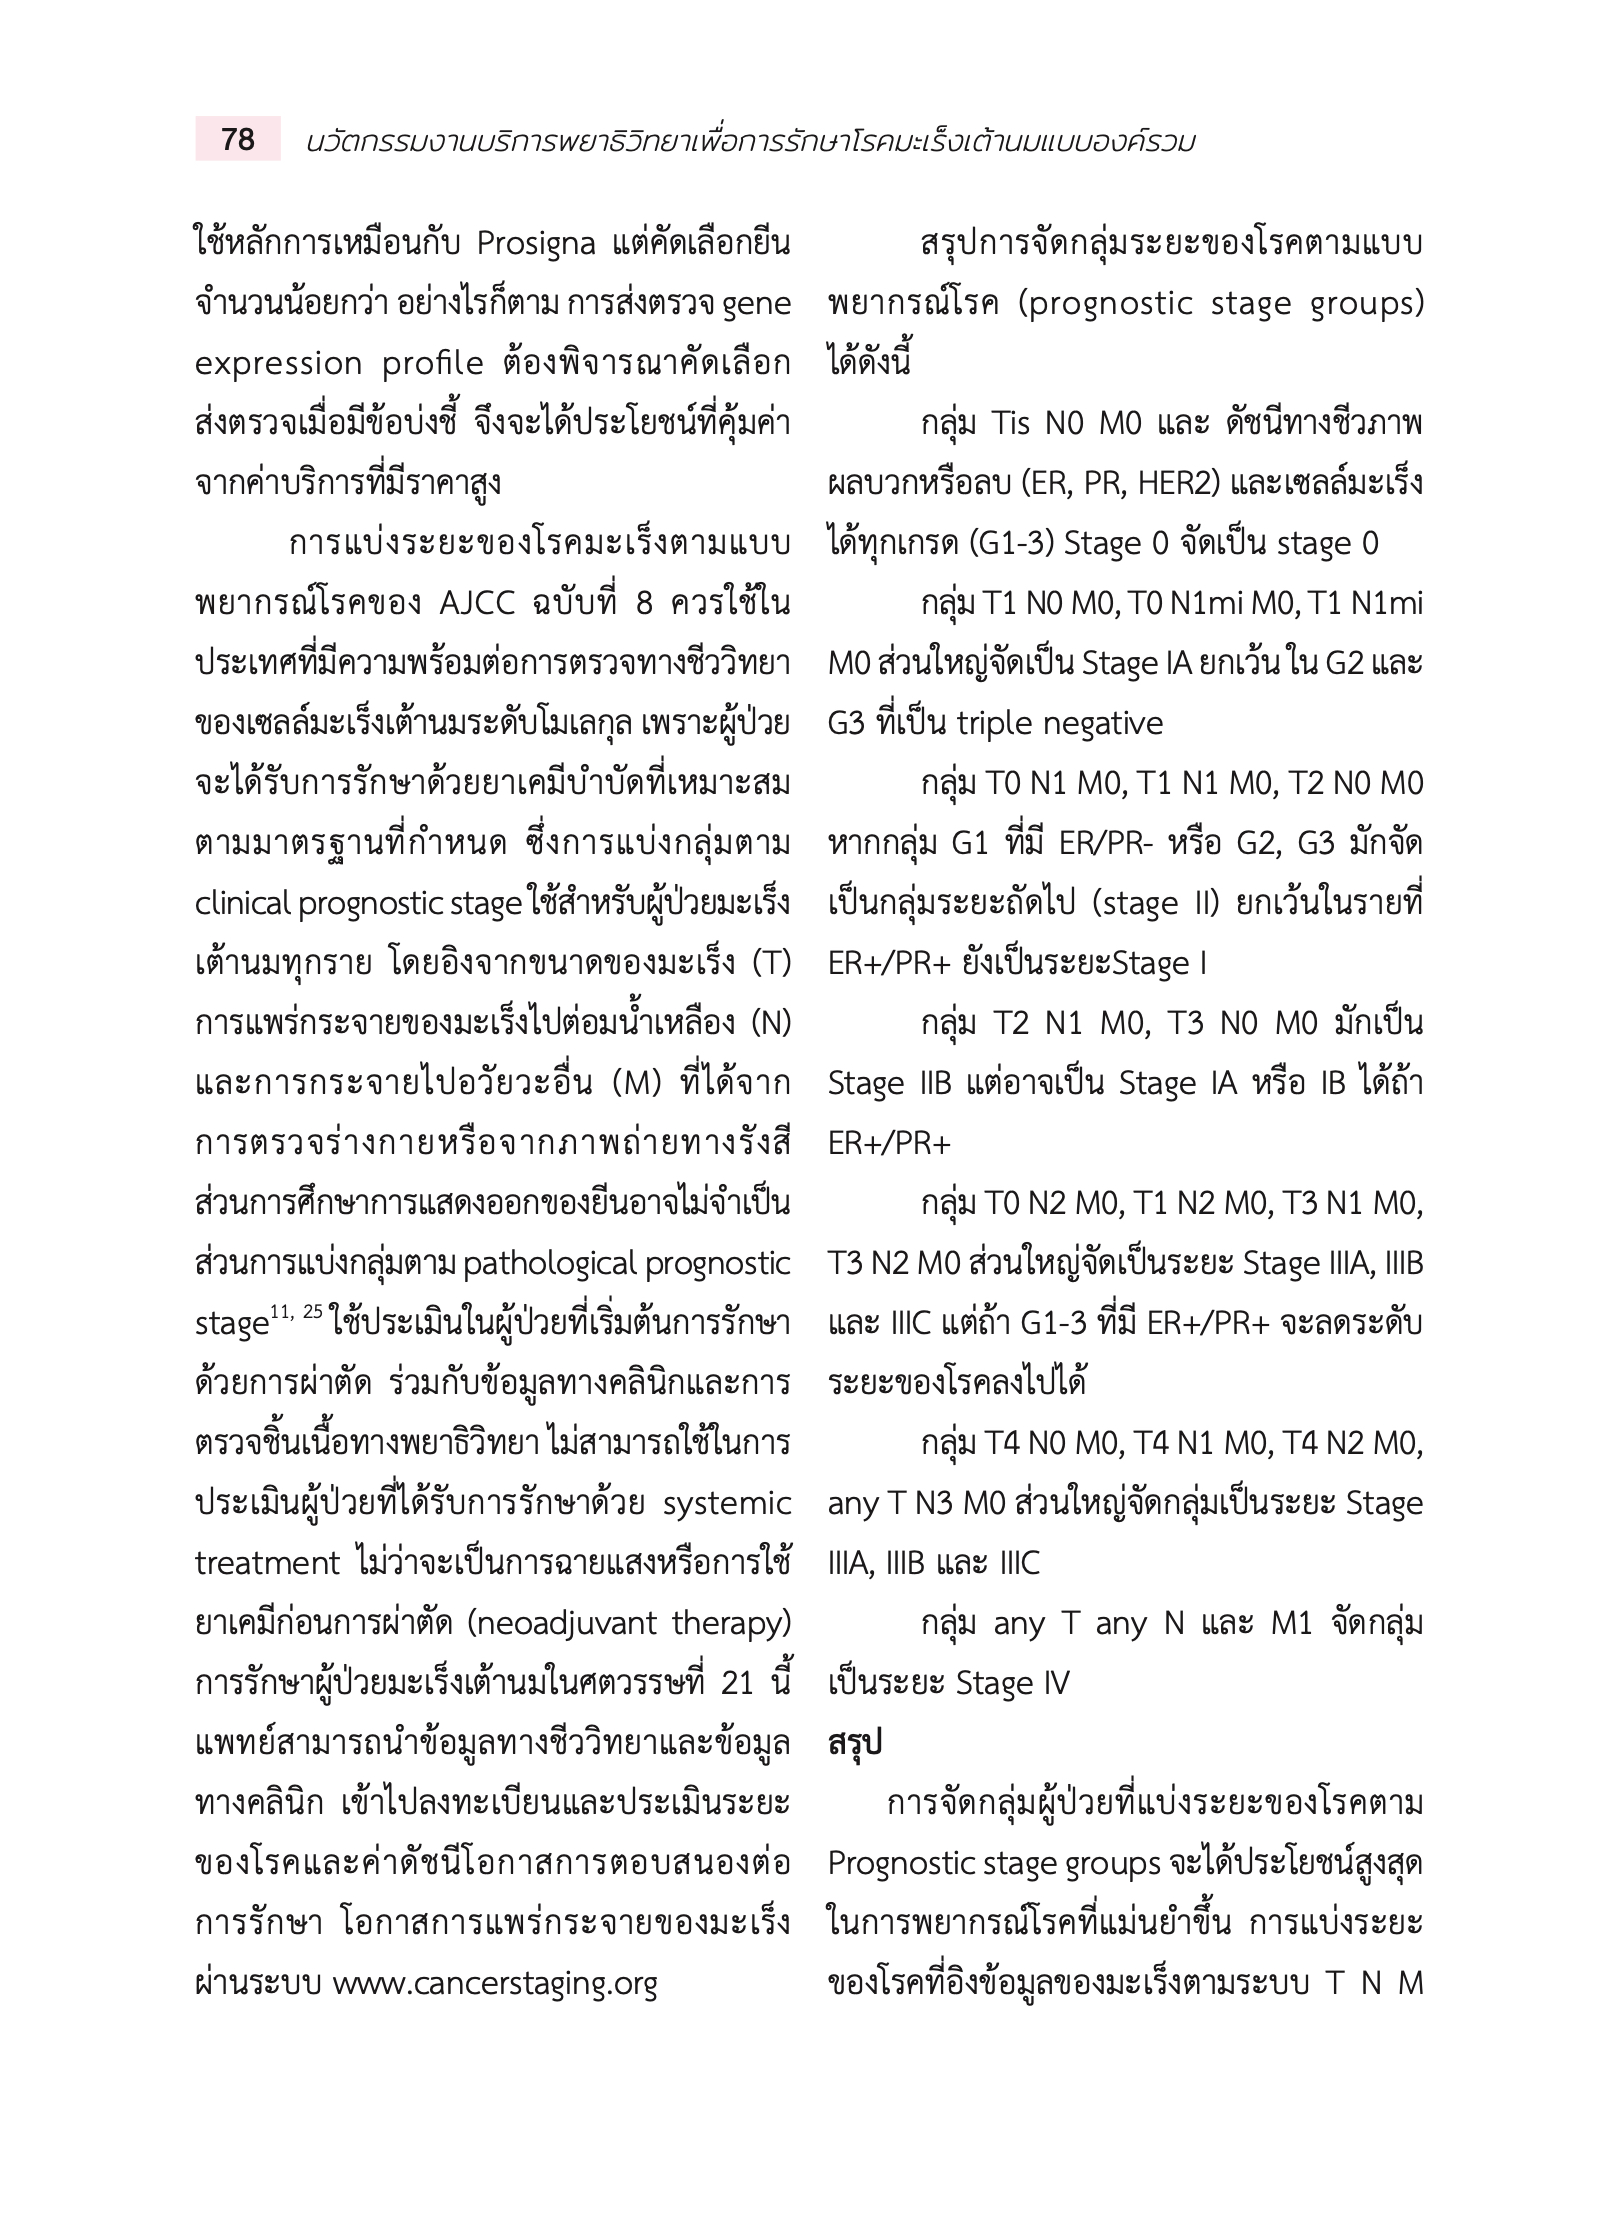 78 นวัตกรรมงานบริการพยาธิวิทยาเพื่อการรักษาโรคมะเร็งเต้านมแบบองค์รวม
ใช้หลักการเหมือนกับ Prosigna แต่คัดเลือกยีน
จำนวนน้อยกว่า อย่างไรก็ตาม การส่งตรวจ gene
expression profile ต้องพิจารณาคัดเลือก
ส่งตรวจเมื่อมีข้อบ่งชี้ จึงจะได้ประโยชน์ที่คุ้มค่า
จากค่าบริการที่มีราคาสูง
การแบ่งระยะของโรคมะเร็งตามแบบ
พยากรณ์โรคของ AJCC ฉบับที่ 8 ควรใช้ใน
ประเทศที่มีความพร้อมต่อการตรวจทางชีววิทยา
ของเซลล์มะเร็งเต้านมระดับโมเลกุล เพราะผู้ป่วย
จะได้รับการรักษาด้วยยาเคมีบำบัดที่เหมาะสม
ตามมาตรฐานที่กำหนด ซึ่งการแบ่งกลุ่มตาม
clinical prognostic stage ใช้สำหรับผู้ป่วยมะเร็ง
เต้านมทุกราย โดยอิงจากขนาดของมะเร็ง (T)
การแพร่กระจายของมะเร็งไปต่อมน้ำเหลือง (N)
และการกระจายไปอวัยวะอื่น (M) ที่ได้จาก
การตรวจร่างกายหรือจากภาพถ่ายทางรังสี
ส่วนการศึกษาการแสดงออกของยีนอาจไม่จำเป็น
ส่วนการแบ่งกลุ่มตาม pathological prognostic
stage11, 25 ใช้ประเมินในผู้ป่วยที่เริ่มต้นการรักษา
ด้วยการผ่าตัด ร่วมกับข้อมูลทางคลินิกและการ
ตรวจชิ้นเนื้อทางพยาธิวิทยา ไม่สามารถใช้ในการ
ประเมินผู้ป่วยที่ได้รับการรักษาด้วย systemic
treatment ไม่ว่าจะเป็นการฉายแสงหรือการใช้
ยาเคมีก่อนการผ่าตัด (neoadjuvant therapy)
การรักษาผู้ป่วยมะเร็งเต้านมในศตวรรษที่ 21 นี้
แพทย์สามารถนำข้อมูลทางชีววิทยาและข้อมูล
ทางคลินิก เข้าไปลงทะเบียนและประเมินระยะ
ของโรคและค่าดัชนีโอกาสการตอบสนองต่อ
การรักษา โอกาสการแพร่กระจายของมะเร็ง
ผ่านระบบ www.cancerstaging.org
สรุปการจัดกลุ่มระยะของโรคตามแบบ
พยากรณ์โรค (prognostic stage groups)
ได้ดังนี้
กลุ่ม Tis N0 M0 และ ดัชนีทางชีวภาพ
ผลบวกหรือลบ (ER, PR, HER2) และเซลล์มะเร็ง
ได้ทุกเกรด (G1-3) Stage 0 จัดเป็น stage 0
กลุ่ม T1 N0 M0, T0 N1mi M0, T1 N1mi
M0 ส่วนใหญ่จัดเป็น Stage IA ยกเว้น ใน G2 และ
G3 ที่เป็น triple negative
กลุ่ม T0 N1 M0, T1 N1 M0, T2 N0 M0
หากกลุ่ม G1 ที่มี ER/PR- หรือ G2, G3 มักจัด
เป็นกลุ่มระยะถัดไป (stage II) ยกเว้นในรายที่
ER+/PR+ ยังเป็นระยะStage I
กลุ่ม T2 N1 M0, T3 N0 M0 มักเป็น
Stage IIB แต่อาจเป็น Stage IA หรือ IB ได้ถ้า
ER+/PR+
กลุ่ม T0 N2 M0, T1 N2 M0, T3 N1 M0,
T3 N2 M0 ส่วนใหญ่จัดเป็นระยะ Stage IIIA, IIIB
และ IIIC แต่ถ้า G1-3 ที่มี ER+/PR+ จะลดระดับ
ระยะของโรคลงไปได้
กลุ่ม T4 N0 M0, T4 N1 M0, T4 N2 M0,
any T N3 M0 ส่วนใหญ่จัดกลุ่มเป็นระยะ Stage
IIIA, IIIB และ IIIC
กลุ่ม any T any N และ M1 จัดกลุ่ม
เป็นระยะ Stage IV
สรุป
การจัดกลุ่มผู้ป่วยที่แบ่งระยะของโรคตาม
Prognostic stage groups จะได้ประโยชน์สูงสุด
ในการพยากรณ์โรคที่แม่นยำขึ้น การแบ่งระยะ
ของโรคที่อิงข้อมูลของมะเร็งตามระบบ T N M